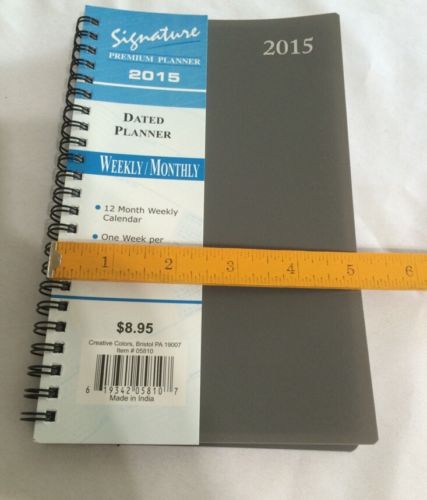 Signature
PREMIUM PLANNER
2015
2015
DATED
PLANNER
WEEKLY/MONTHLY
• 12 Month Weekly
Calendar
• One Week per
1 2 3 4 5 6
$8.95
Creative Colors, Bristol PA 19007
Item # 05810
6 19342 05810 7
Made in India